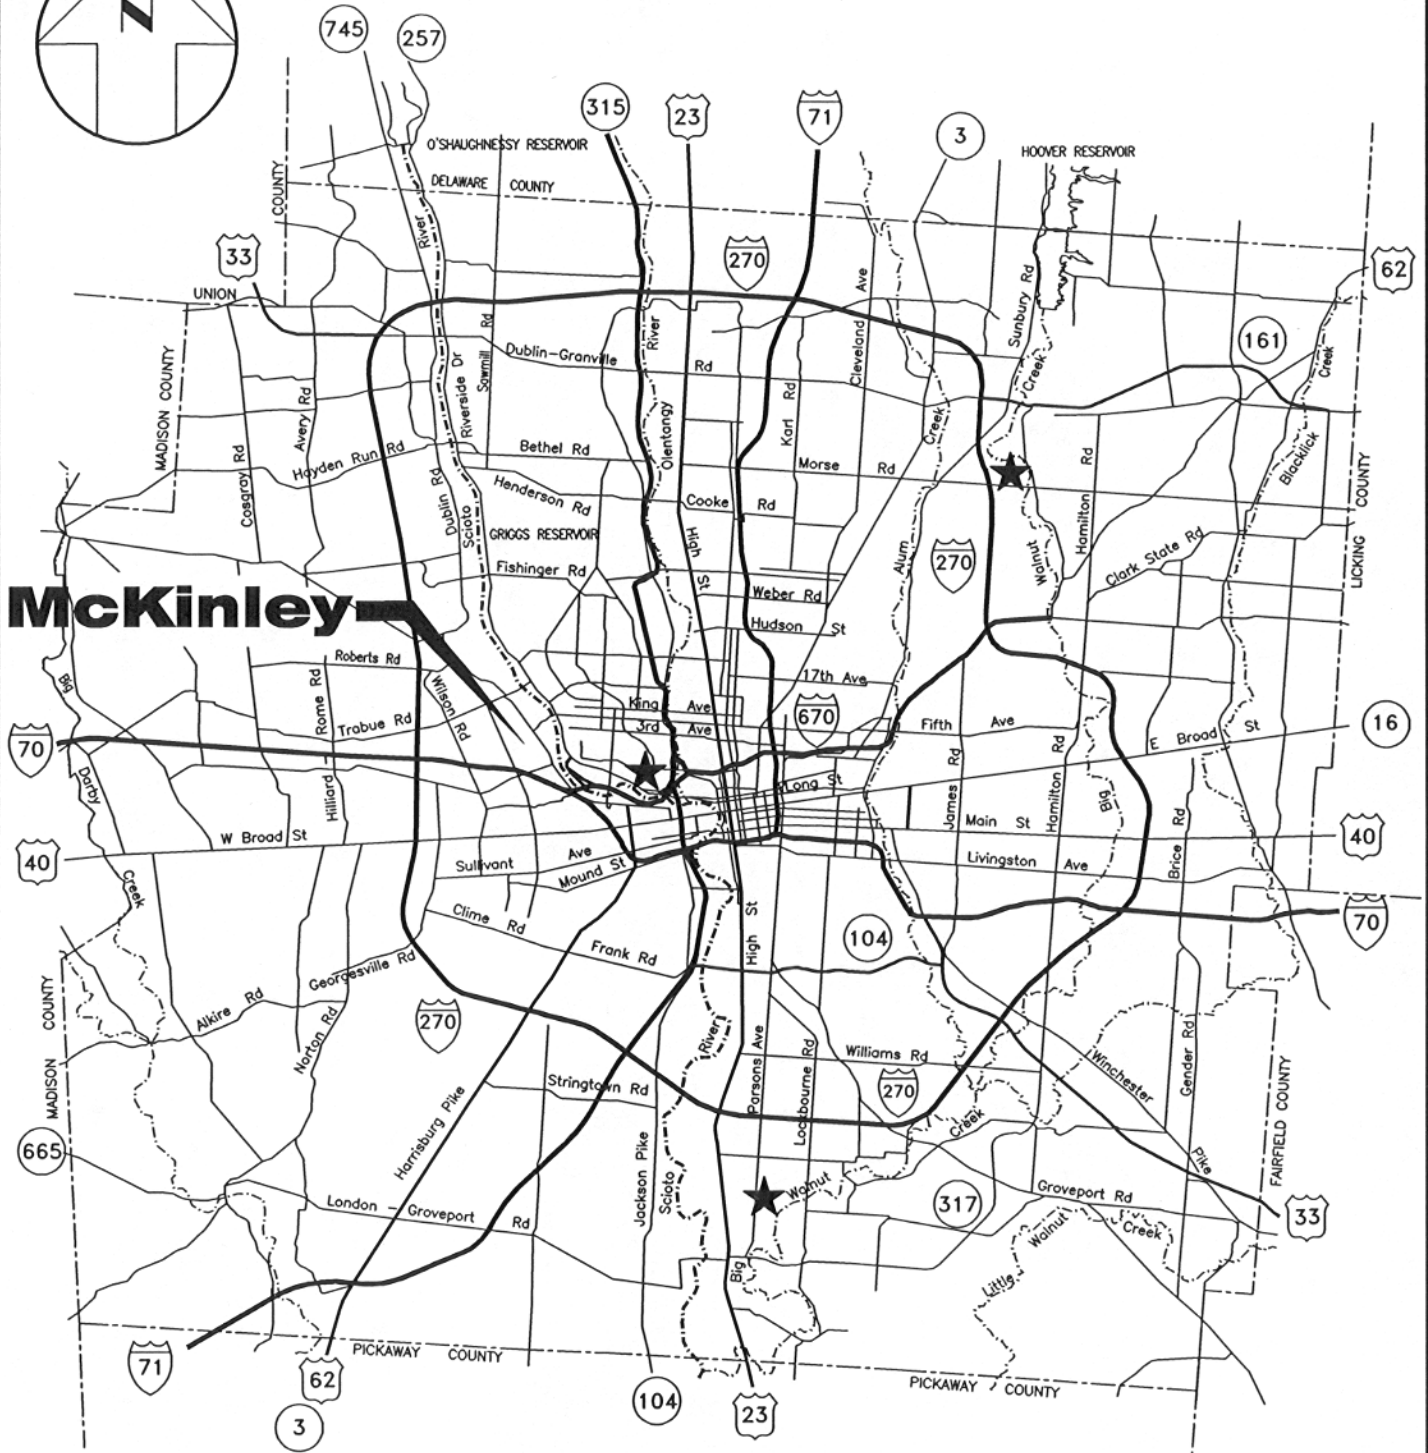 N
745
257
315
23
71
3
O'SHAUGHNESSY RESERVOIR
HOOVER RESERVOIR
DELAWARE COUNTY
COUNTY
River
33
270
62
UNION
Sunbury Rd
Cleveland Ave
161
River
Rd
Sawmill
Dublin-Granville Rd
Riverside Dr
MADISON COUNTY
Creek
Creek
Karl Rd
Avery Rd
Olentangy
Creek
Hayden Run Rd
Bethel Rd
Morse Rd
Blacklick
Cosgray Rd
Rd
Henderson Rd
Cooke Rd
Dublin Rd
Scioto
Hamilton
COUNTY
GRIGGS RESERVOIR
High St
Alum
270
Walnut
Clark State Rd
LICKING
Fishinger Rd
McKinley
Weber Rd
Hudson St
Roberts Rd
17th Ave
Big
Rome Rd
Wilson Rd
King Ave
670
16
Trabue Rd
3rd Ave
Fifth Ave
E Broad St
70
Darby
Hilliard
James Rd
Hamilton Rd
Long St
Big
W Broad St
Main St
Brice Rd
40
40
Sullivant Ave
Livingston Ave
Mound St
Creek
Clime Rd
High St
104
70
Frank Rd
Georgesville Rd
MADISON COUNTY
Alkire Rd
270
Norton Rd
River
Parsons Ave
Lockbourne Rd
Williams Rd
Gender Rd
Winchester Pike
Stringtown Rd
270
Harrisburg Pike
Creek
FAIRFIELD COUNTY
665
Jackson Pike
Scioto
Walnut
London - Groveport Rd
317
Groveport Rd
33
Walnut
Creek
Big
Little
71
62
PICKAWAY COUNTY
PICKAWAY COUNTY
104
23
3